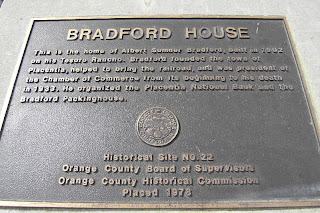 BRADFORD HOUSE
This is the home of Albert Sumner Bradford, built in 1902
on his Tesoro Rancho. Bradford founded the town of
Placentia, helped to bring the railroad, and was president of
the Chamber of Commerce from its beginning to his death
in 1933. He organized the Placentia National Bank and the
Bradford Packinghouse.
Historical Site No.22
Orange County Board of Supervisors
Orange County Historical Commission
Placed 1978